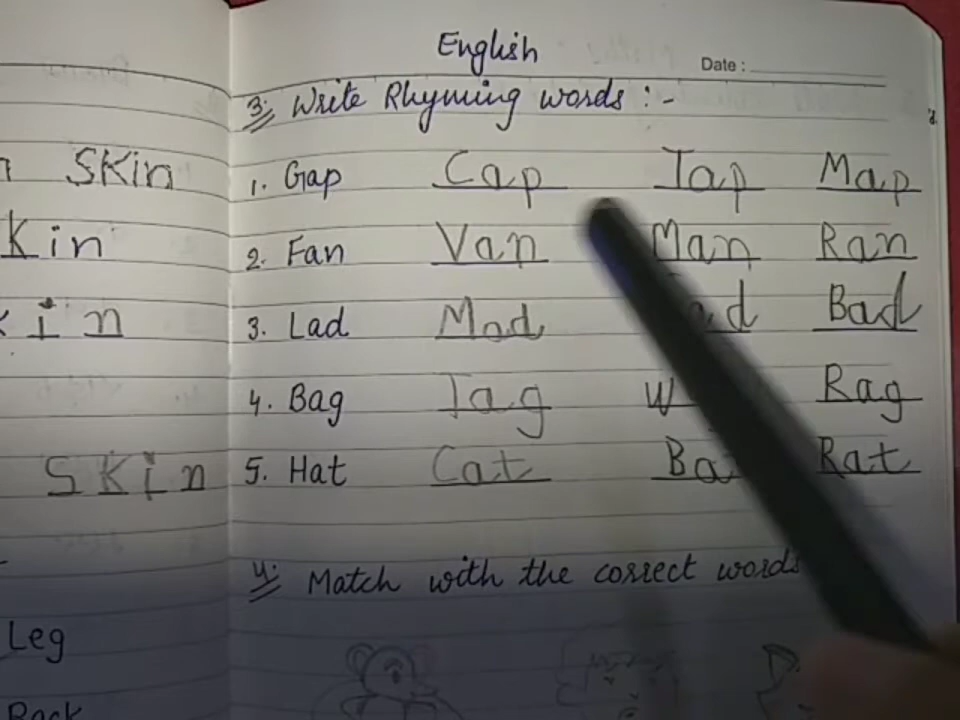 English
Date :
3. Write Rhyming words :-
1. Gap Cap Tap Map
2. Fan Van Man Ran
3. Lad Mad Bad
4. Bag Tag Rag
5. Hat Cat Rat
4. Match with the correct words
Skin
kin
Skin
Leg